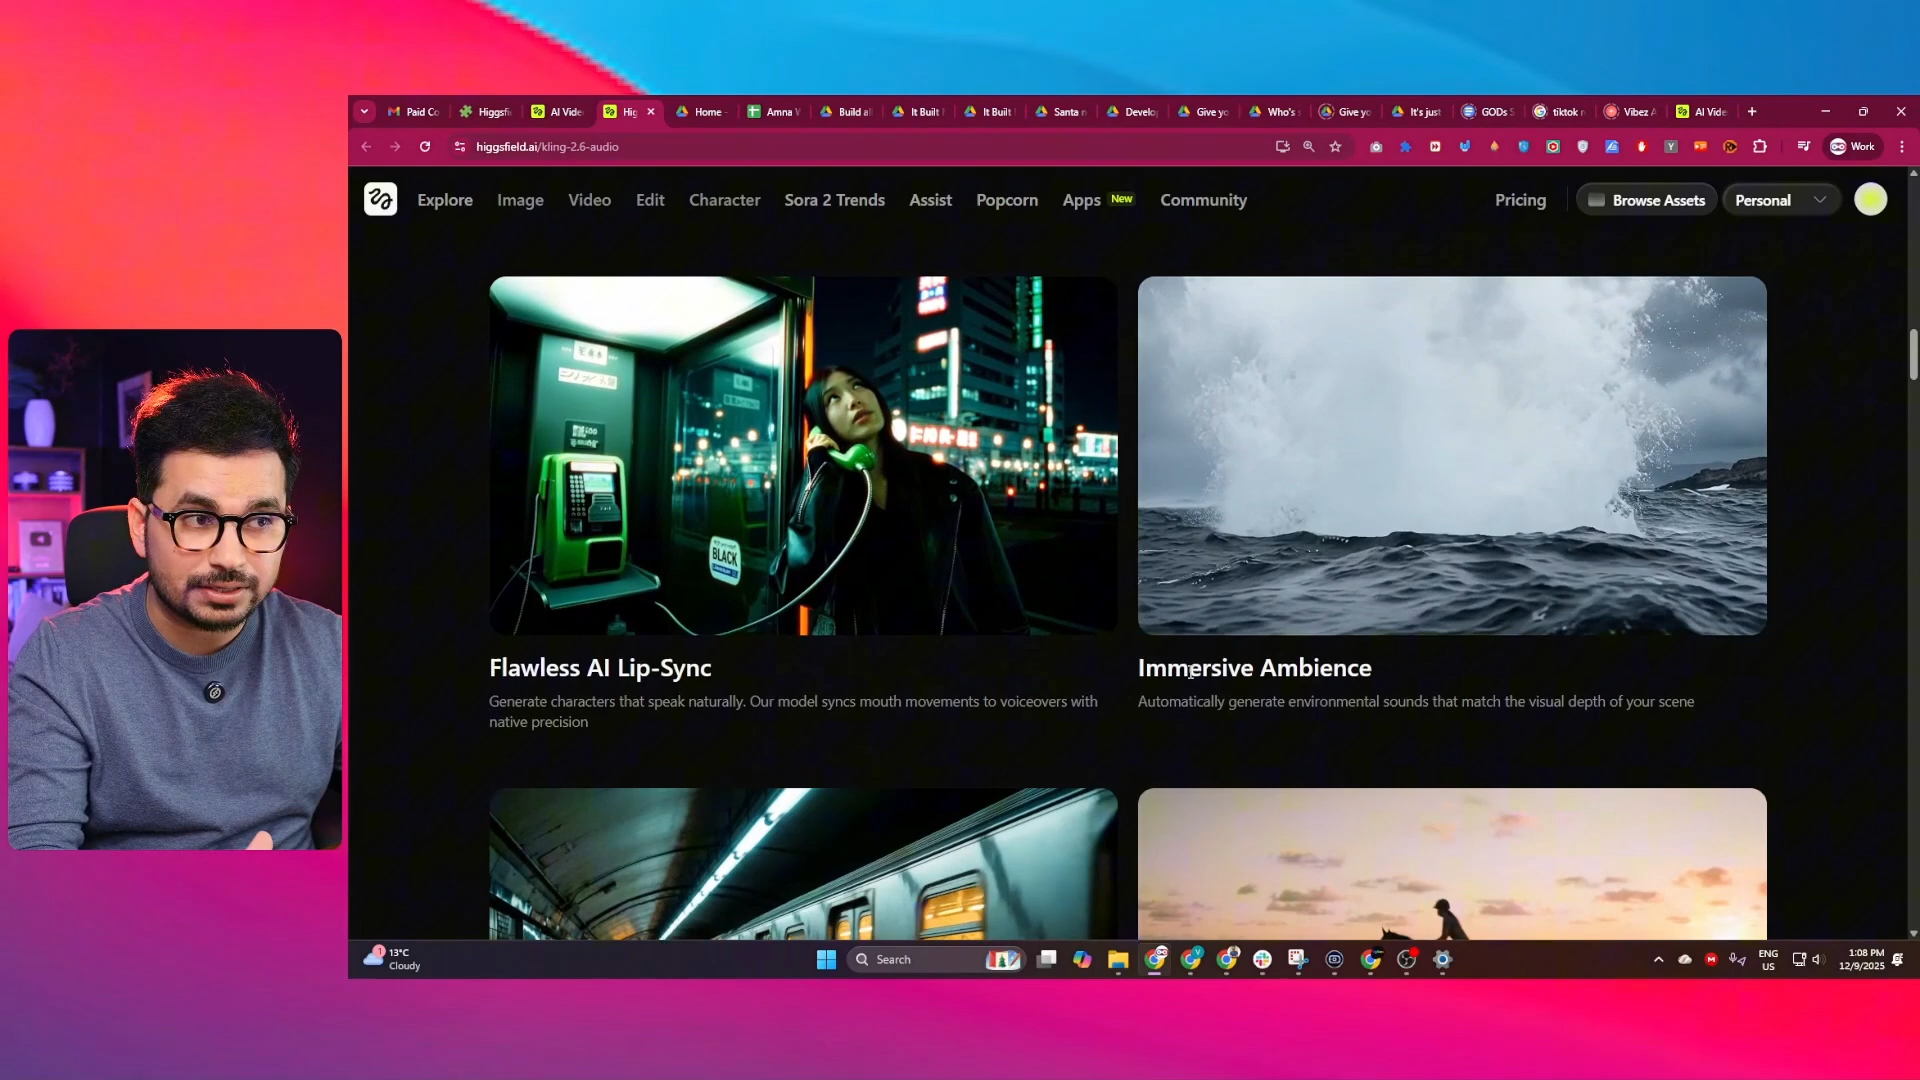 Paid Co
Higgsfi
AI Vide
Hig
Home -
Amna W
Build al
It Built
It Built
Santa n
Develo
Give yo
Who's
Give yo
It's just
GODs S
tiktok r
Vibez A
AI Vide
higgsfield.ai/kling-2.6-audio
Work
Explore
Image
Video
Edit
Character
Sora 2 Trends
Assist
Popcorn
Apps New
Community
Pricing
Browse Assets
Personal
BLACK
Flawless AI Lip-Sync
Generate characters that speak naturally. Our model syncs mouth movements to voiceovers with
native precision
Immersive Ambience
Automatically generate environmental sounds that match the visual depth of your scene
1
13°C
Cloudy
Search
ENG
US
1:08 PM
12/9/2025